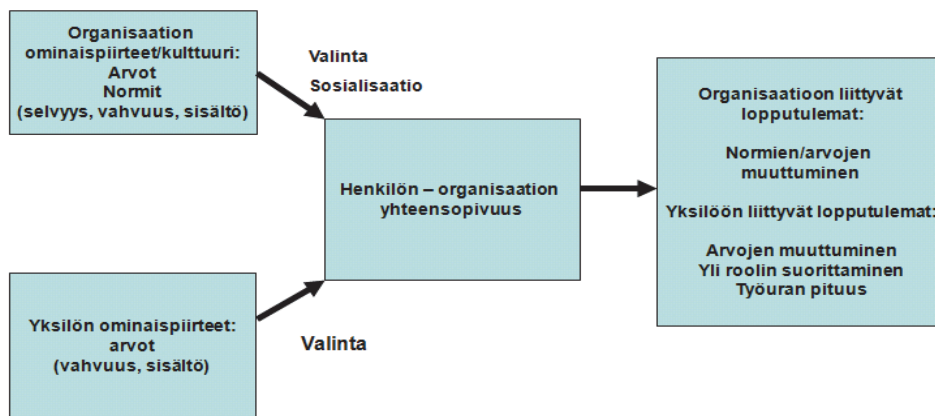 Organisaation
ominaispiirteet/kulttuuri:
Arvot
Normit
(selvyys, vahvuus, sisältö)
Valinta
Sosialisaatio
Henkilön – organisaation
yhteensopivuus
Yksilön ominaispiirteet:
arvot
(vahvuus, sisältö)
Valinta
Organisaatioon liittyvät
lopputulemat:
Normien/arvojen
muuttuminen
Yksilöön liittyvät lopputulemat:
Arvojen muuttuminen
Yli roolin suorittaminen
Työuran pituus